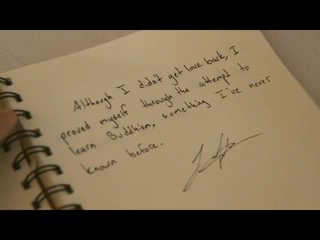 Although I didn't get love back, I
proved myself through the attempt to
learn Buddhism, something I've never
known before.